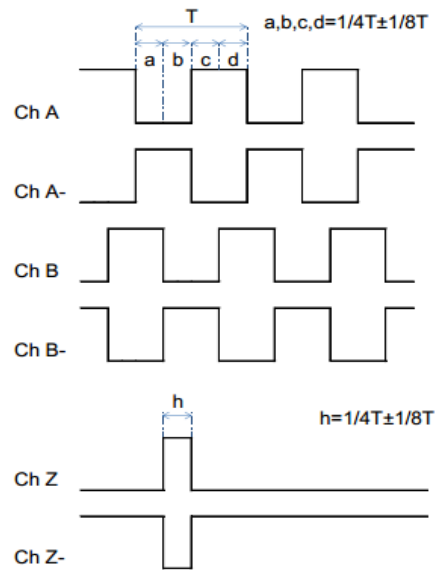 T
a,b,c,d=1/4T±1/8T
a b c d
Ch A
Ch A-
Ch B
Ch B-
h
h=1/4T±1/8T
Ch Z
Ch Z-